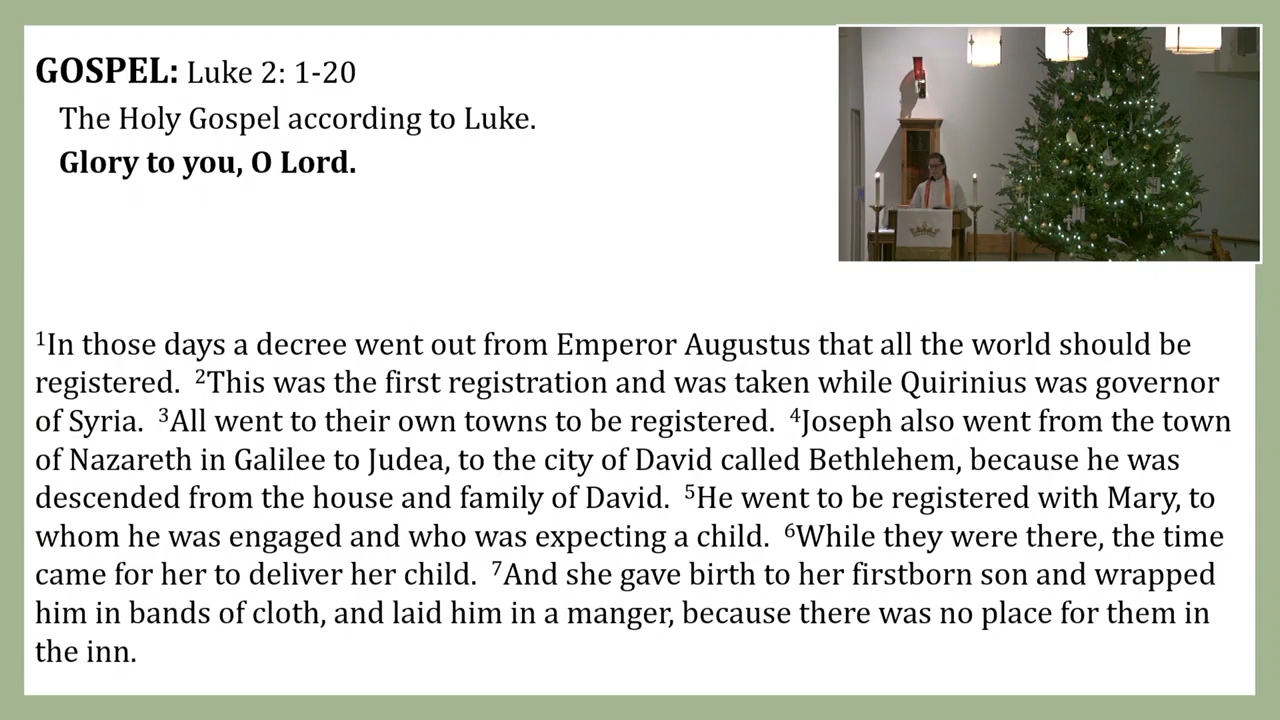 GOSPEL: Luke 2: 1-20
The Holy Gospel according to Luke.
Glory to you, O Lord.
1In those days a decree went out from Emperor Augustus that all the world should be
registered. 2This was the first registration and was taken while Quirinius was governor
of Syria. 3All went to their own towns to be registered. 4Joseph also went from the town
of Nazareth in Galilee to Judea, to the city of David called Bethlehem, because he was
descended from the house and family of David. 5He went to be registered with Mary, to
whom he was engaged and who was expecting a child. 6While they were there, the time
came for her to deliver her child. 7And she gave birth to her firstborn son and wrapped
him in bands of cloth, and laid him in a manger, because there was no place for them in
the inn.